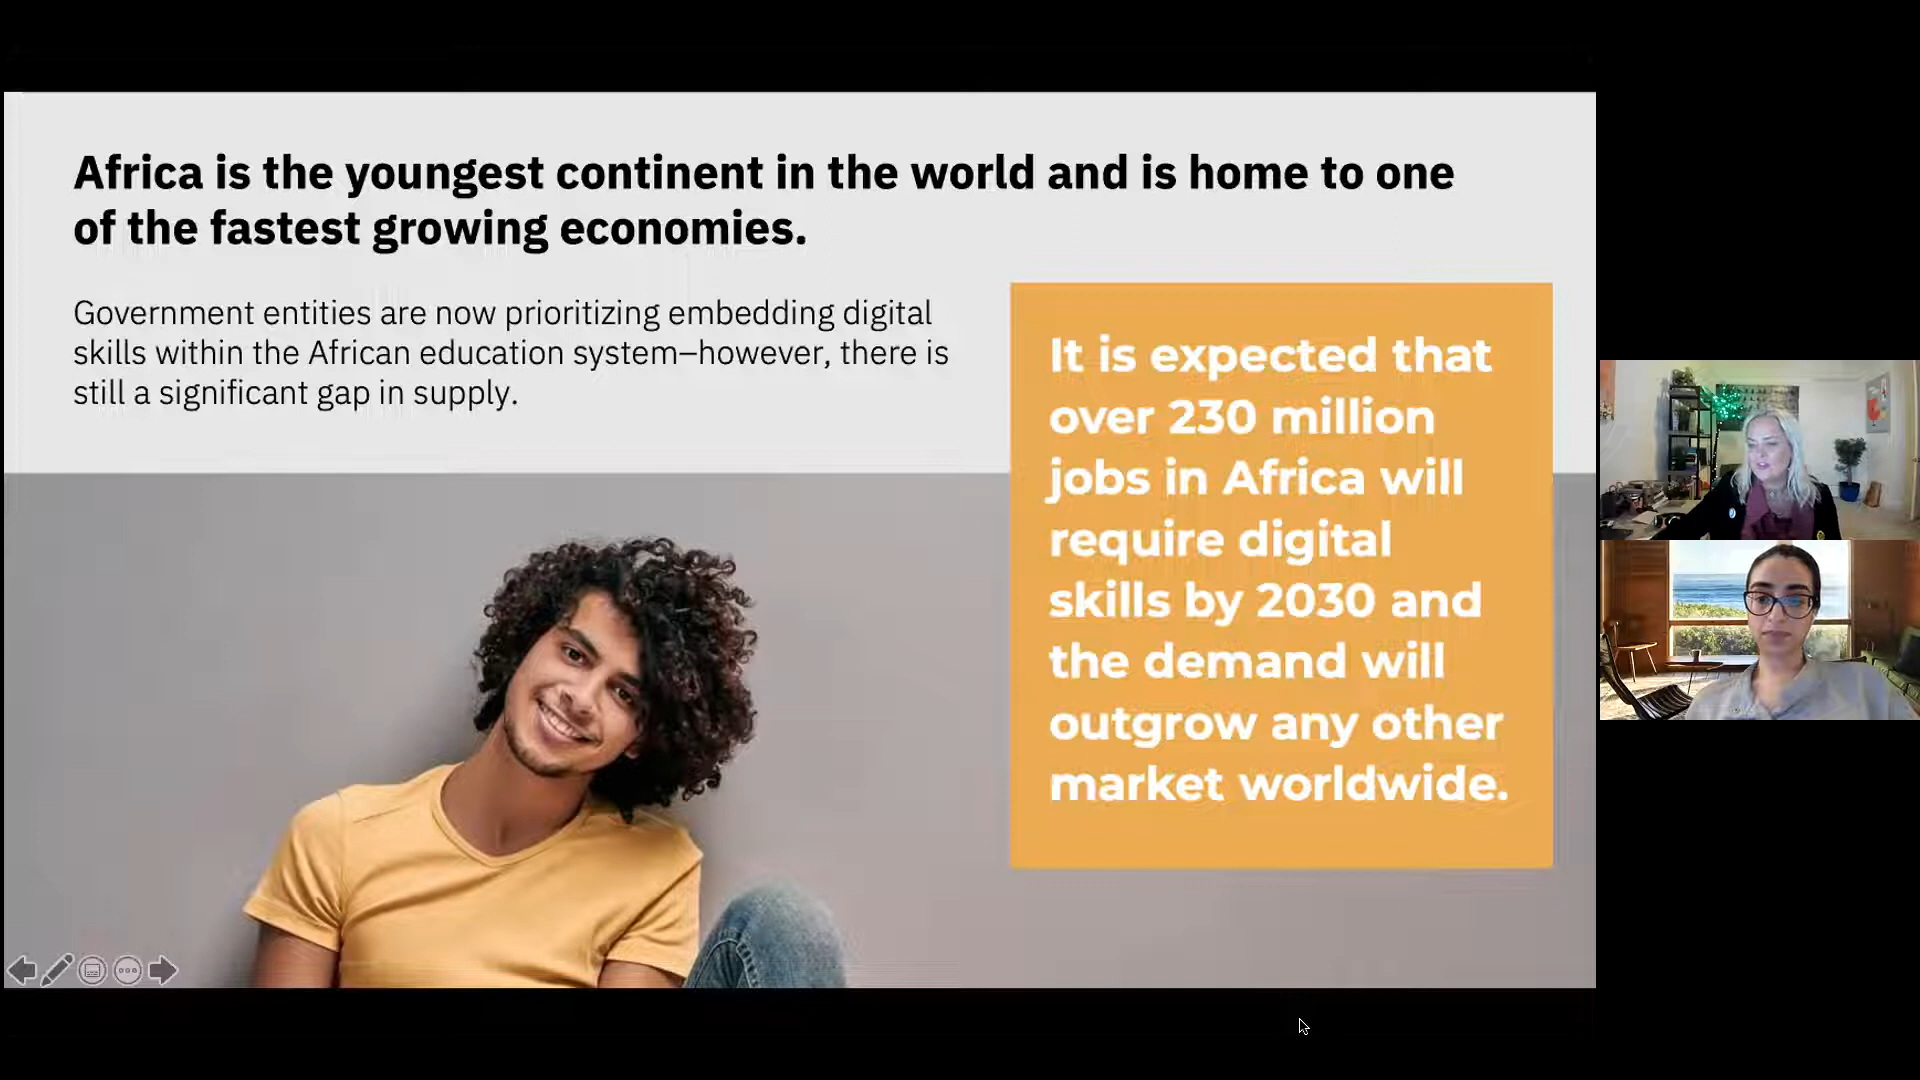 Africa is the youngest continent in the world and is home to one
of the fastest growing economies.
Government entities are now prioritizing embedding digital
skills within the African education system–however, there is
still a significant gap in supply.
It is expected that
over 230 million
jobs in Africa will
require digital
skills by 2030 and
the demand will
outgrow any other
market worldwide.